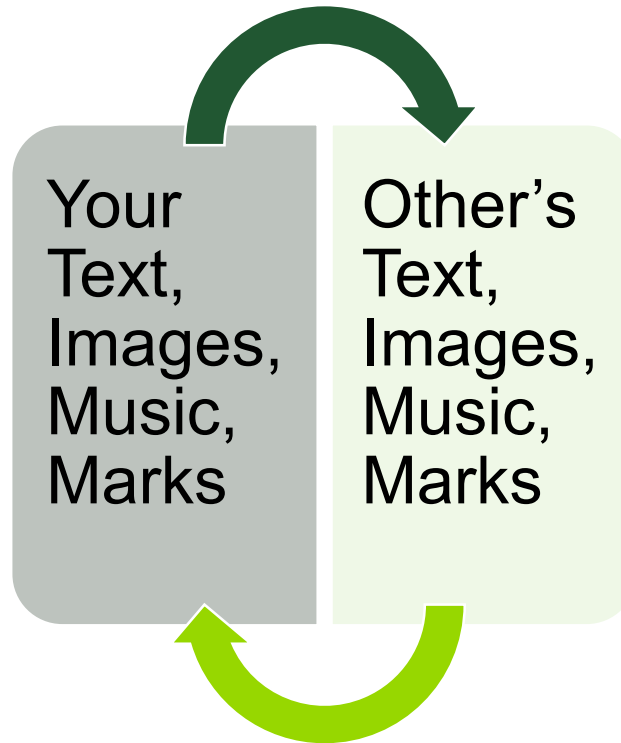 Your
Text,
Images,
Music,
Marks
Other’s
Text,
Images,
Music,
Marks